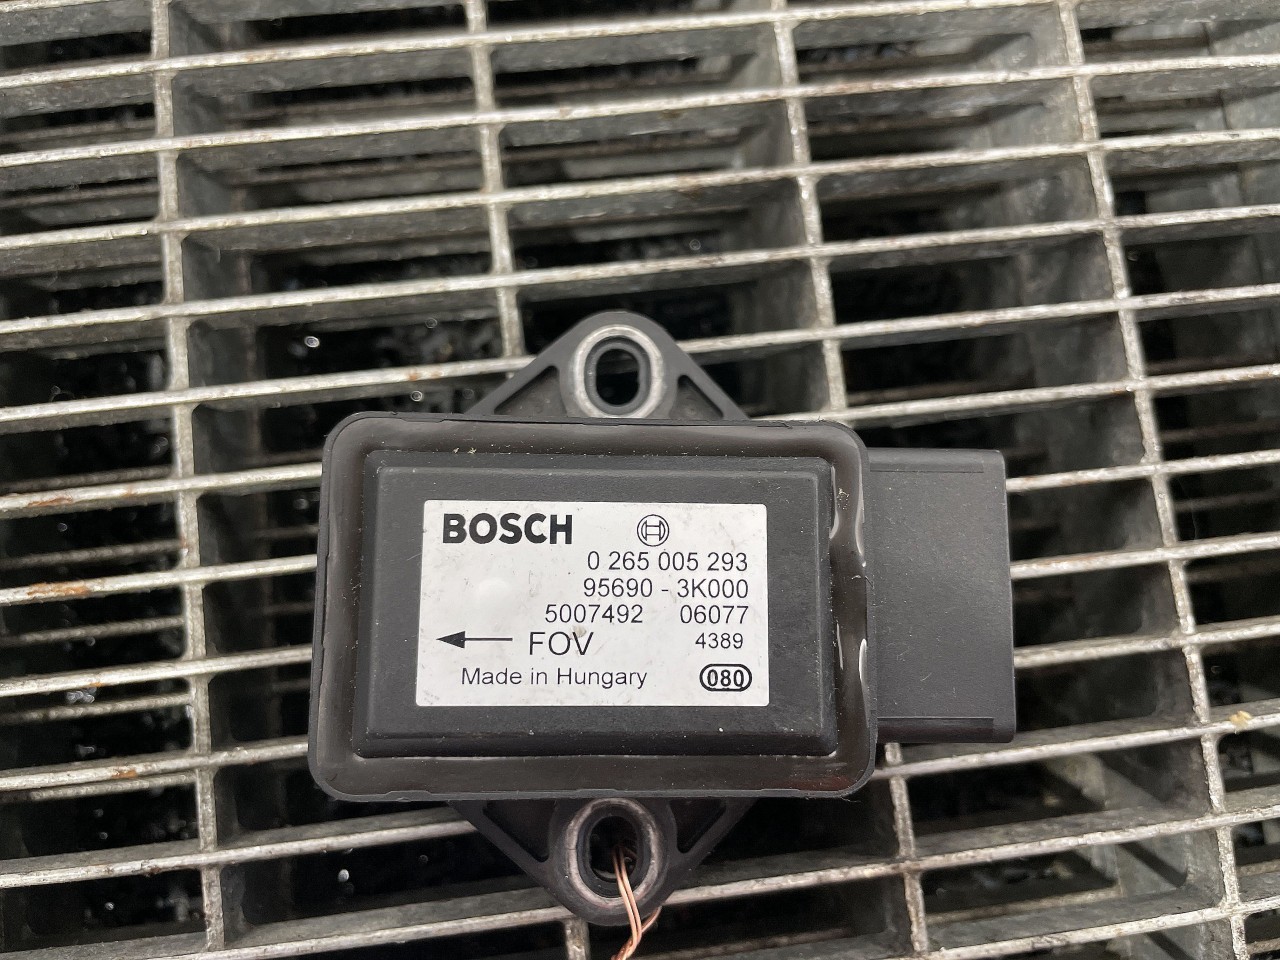 BOSCH
0 265 005 293
95690 - 3K000
5007492 06077
FOV 4389
Made in Hungary 080